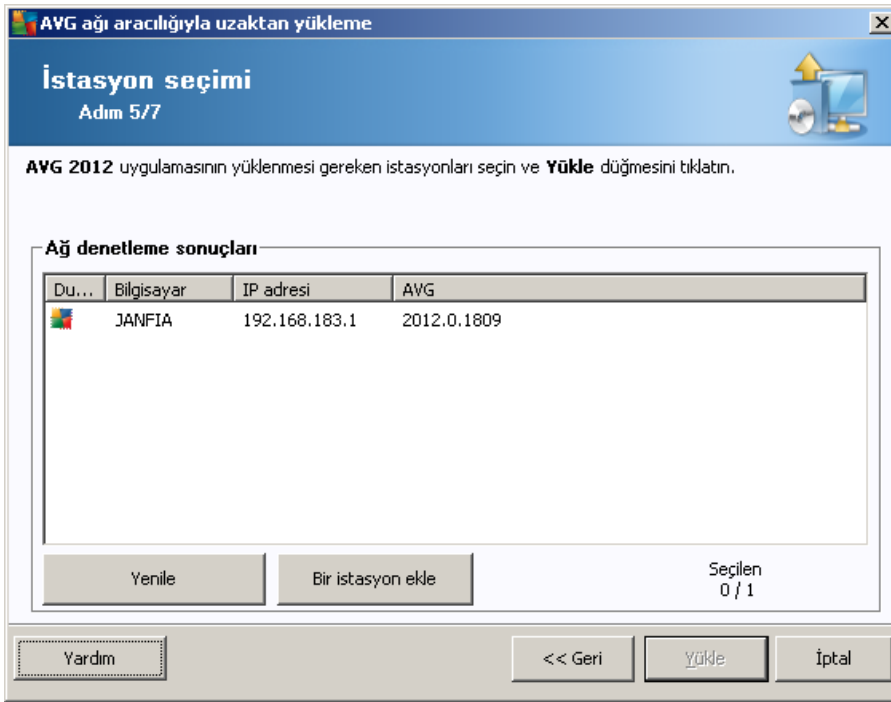 AVG ağı aracılığıyla uzaktan yükleme
İstasyon seçimi
Adım 5/7
AVG 2012 uygulamasının yüklenmesi gereken istasyonları seçin ve Yükle düğmesini tıklatın.
Ağ denetleme sonuçları
Du... Bilgisayar IP adresi AVG
JANFIA 192.168.183.1 2012.0.1809
Yenile Bir istasyon ekle Seçilen
0 / 1
Yardım << Geri Yükle İptal